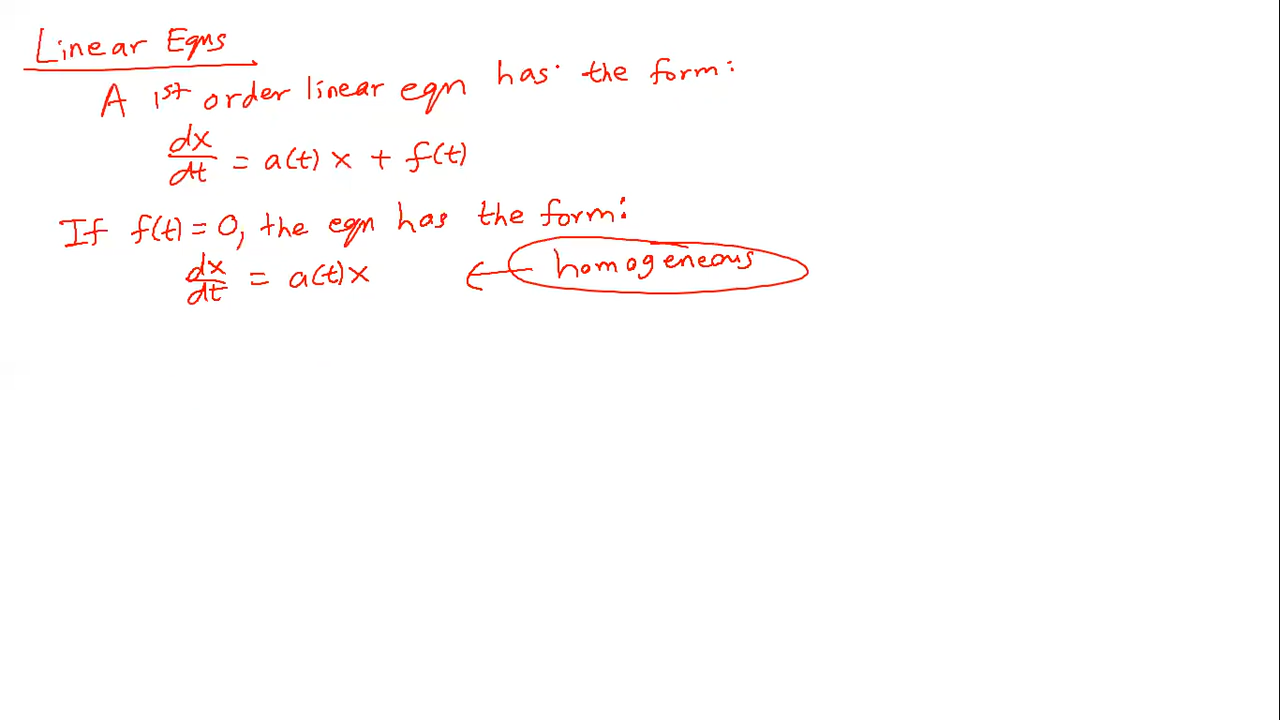 Linear Eqns
A 1st order linear eqn has the form:
dx/dt = a(t) x + f(t)
If f(t) = 0, the eqn has the form:
dx/dt = a(t)x ← homogeneous